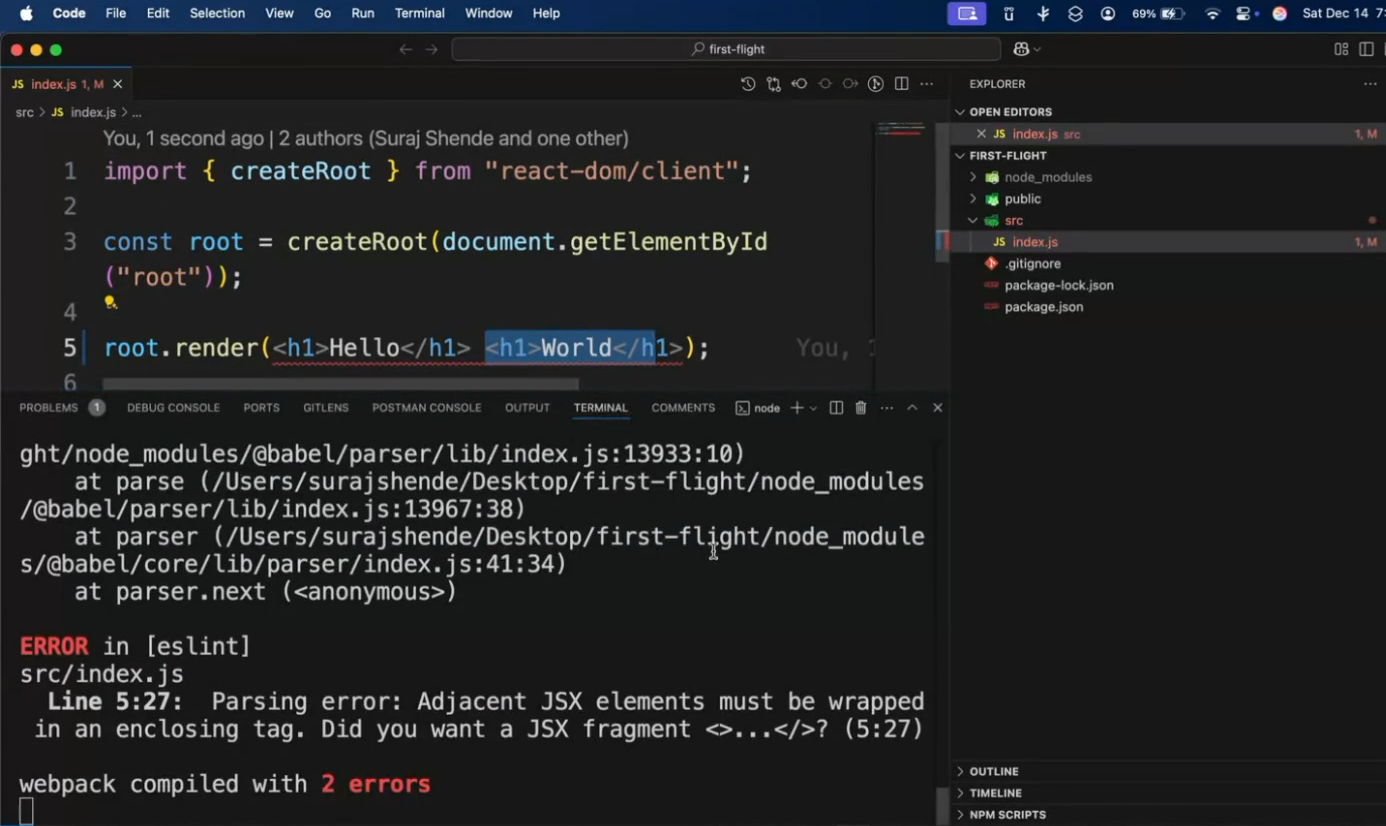 Code File Edit Selection View Go Run Terminal Window Help 69% Sat Dec 14
first-flight
JS index.js 1, M
src > JS index.js > ...
You, 1 second ago | 2 authors (Suraj Shende and one other)
1 import { createRoot } from "react-dom/client";
2
3 const root = createRoot(document.getElementById
("root"));
4
5 root.render(<h1>Hello</h1> <h1>World</h1>); You,
6
PROBLEMS 1 DEBUG CONSOLE PORTS GITLENS POSTMAN CONSOLE OUTPUT TERMINAL COMMENTS node
ght/node_modules/@babel/parser/lib/index.js:13933:10)
at parse (/Users/surajshende/Desktop/first-flight/node_modules
/@babel/parser/lib/index.js:13967:38)
at parser (/Users/surajshende/Desktop/first-flight/node_module
s/@babel/core/lib/parser/index.js:41:34)
at parser.next (<anonymous>)
ERROR in [eslint]
src/index.js
Line 5:27: Parsing error: Adjacent JSX elements must be wrapped
in an enclosing tag. Did you want a JSX fragment <>...</>? (5:27)
webpack compiled with 2 errors
EXPLORER
OPEN EDITORS
JS index.js src 1, M
FIRST-FLIGHT
node_modules
public
src
JS index.js 1, M
.gitignore
package-lock.json
package.json
OUTLINE
TIMELINE
NPM SCRIPTS